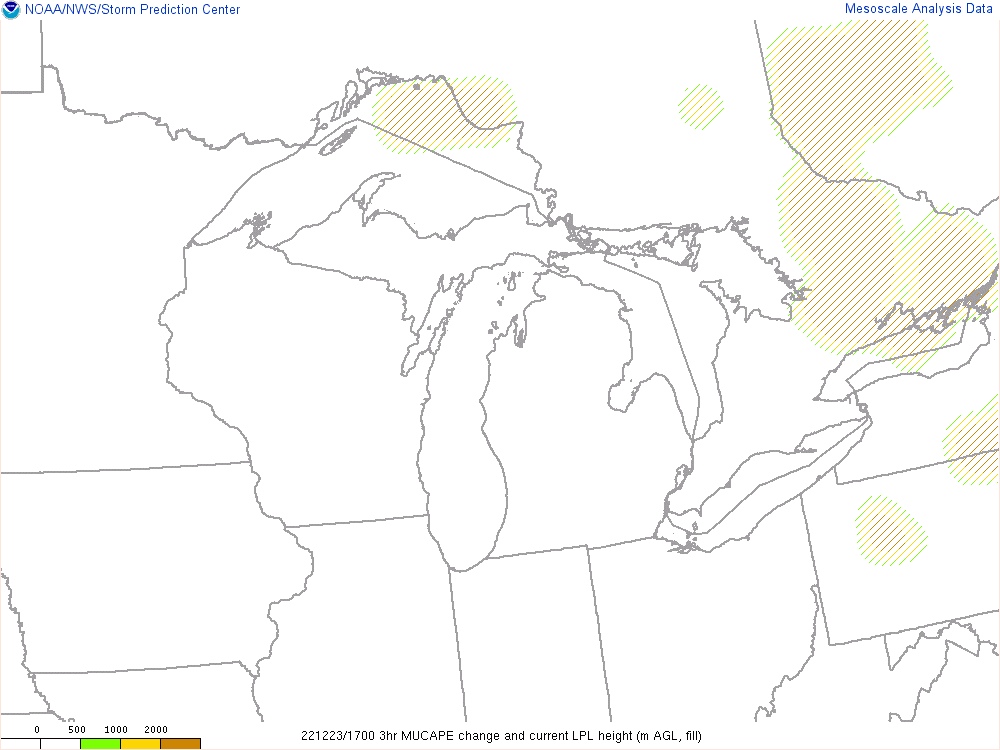 NOAA/NWS/Storm Prediction Center
Mesoscale Analysis Data
0 500 1000 2000
221223/1700 3hr MUCAPE change and current LPL height (m AGL, fill)